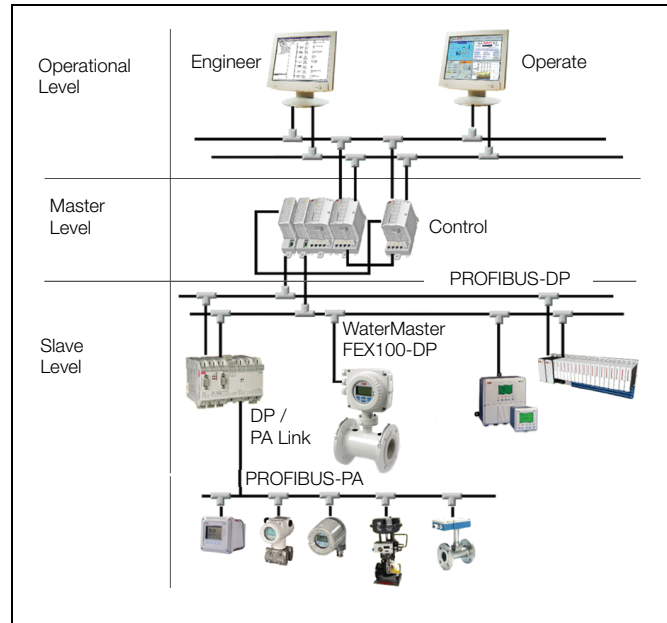 Operational
Level
Engineer
Operate
Master
Level
Control
PROFIBUS-DP
Slave
Level
WaterMaster
FEX100-DP
DP /
PA Link
PROFIBUS-PA